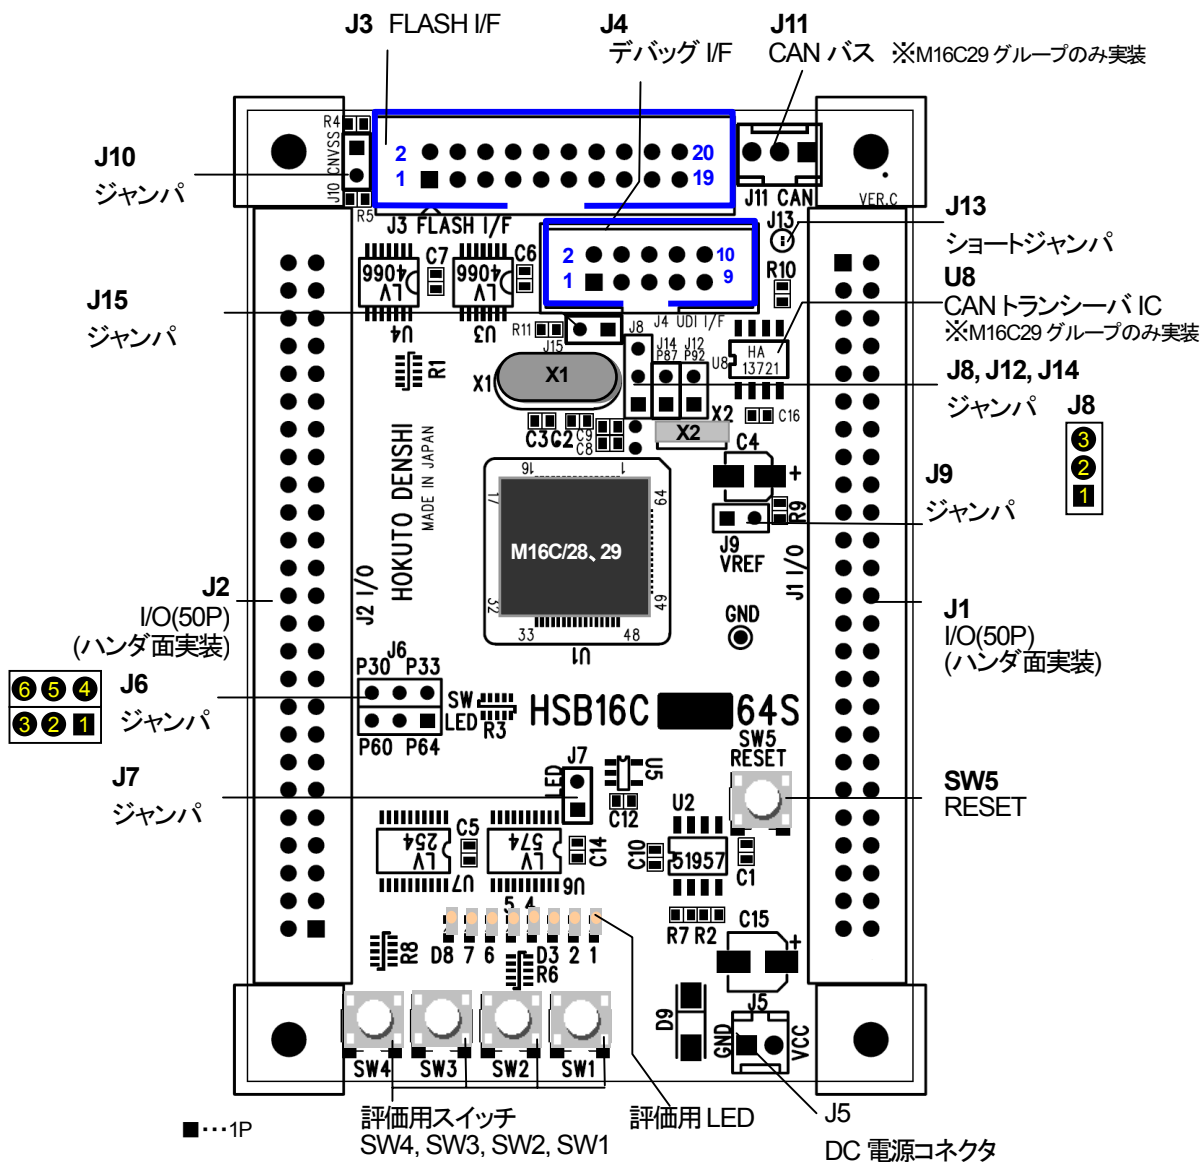 J3 FLASH I/F
J4
デバッグ I/F
J11
CAN バス ※M16C29 グループのみ実装
J10
ジャンパ
R4
J10 CNVSS
R5
2
20
1
19
J11 CAN
VER.C
J3 FLASH I/F
J13
J13
ショートジャンパ
LV
4066
U4
C7
LV
4066
U3
C6
2
10
1
9
R10
J15
ジャンパ
U8
CAN トランシーバ IC
※M16C29 グループのみ実装
R11
J15
J4 UDI I/F
J8
J14
P87
J12
P92
U8
HA
13721
R1
X1
X1
J8, J12, J14
ジャンパ
J8
3
2
1
C3
C2
C9
C8
X2
X2
C16
C4
+
HOKUTO DENSHI
MADE IN JAPAN
16
1
17
64
M16C/28、29
32
49
33
48
U1
J9
ジャンパ
R9
J9
VREF
J2
I/O(50P)
(ハンダ面実装)
J2 I/O
J1 I/O
J1
I/O(50P)
(ハンダ面実装)
GND
6 5 4
3 2 1
J6
ジャンパ
J6
P30 P33
SW
LED
P60 P64
R3
HSB16C 64S
SW5
RESET
SW5
RESET
J7
ジャンパ
J7
LED
U5
C12
U2
LV
254
U7
C5
LV
574
U6
C14
C10
51957
C1
5 4
D8 7 6 D3 2 1
R7 R2
C15
+
R8
R6
D9
J5
GND
VCC
SW4 SW3 SW2 SW1
■…1P
評価用スイッチ
SW4, SW3, SW2, SW1
評価用 LED
J5
DC 電源コネクタ